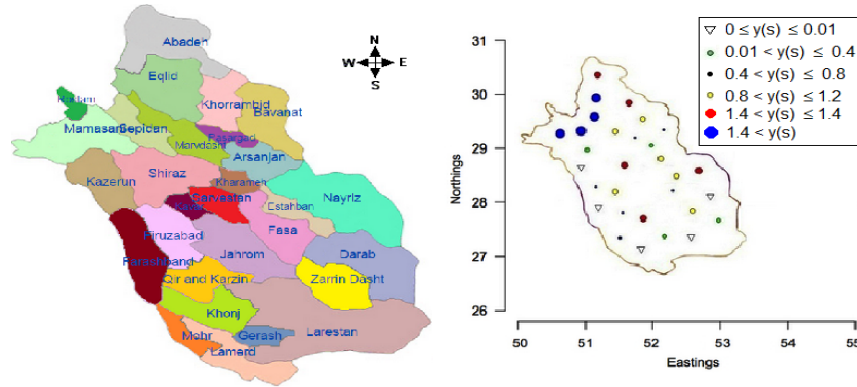 Abadeh
Eqlid
Rostam
Khorrambid
Bavanat
Mamasani
Sepidan
Pasargad
Marvdasht
Arsanjan
Kazerun
Shiraz
Kharameh
Sarvestan
Kavar
Nayriz
Estahban
Firuzabad
Fasa
Farashband
Jahrom
Darab
Qir and Karzin
Zarrin Dasht
Khonj
Larestan
Mohr
Gerash
Lamerd
N
W E
S
0 ≤ y(s) ≤ 0.01
0.01 < y(s) ≤ 0.4
0.4 < y(s) ≤ 0.8
0.8 < y(s) ≤ 1.2
1.4 < y(s) ≤ 1.4
1.4 < y(s)
31
30
29
28
27
26
Northings
50 51 52 53 54 55
Eastings